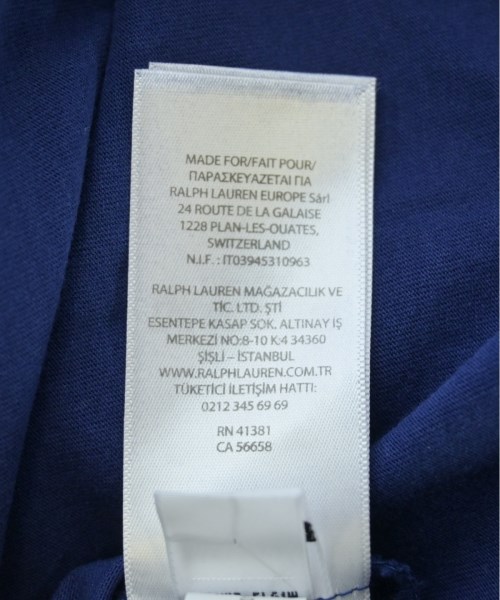 MADE FOR/FAIT POUR/
ΠΑΡΑΣΚΕΥΑΖΕΤΑΙ ΓΙΑ
RALPH LAUREN EUROPE Sàrl
24 ROUTE DE LA GALAISE
1228 PLAN-LES-OUATES,
SWITZERLAND
N.I.F. : IT03945310963
RALPH LAUREN MAĞAZACILIK VE
TİC. LTD. ŞTİ
ESENTEPE KASAP SOK. ALTINAY İŞ
MERKEZİ NO:8-10 K:4 34360
ŞİŞLİ – İSTANBUL
WWW.RALPHLAUREN.COM.TR
TÜKETİCİ İLETİŞİM HATTI:
0212 345 69 69
RN 41381
CA 56658